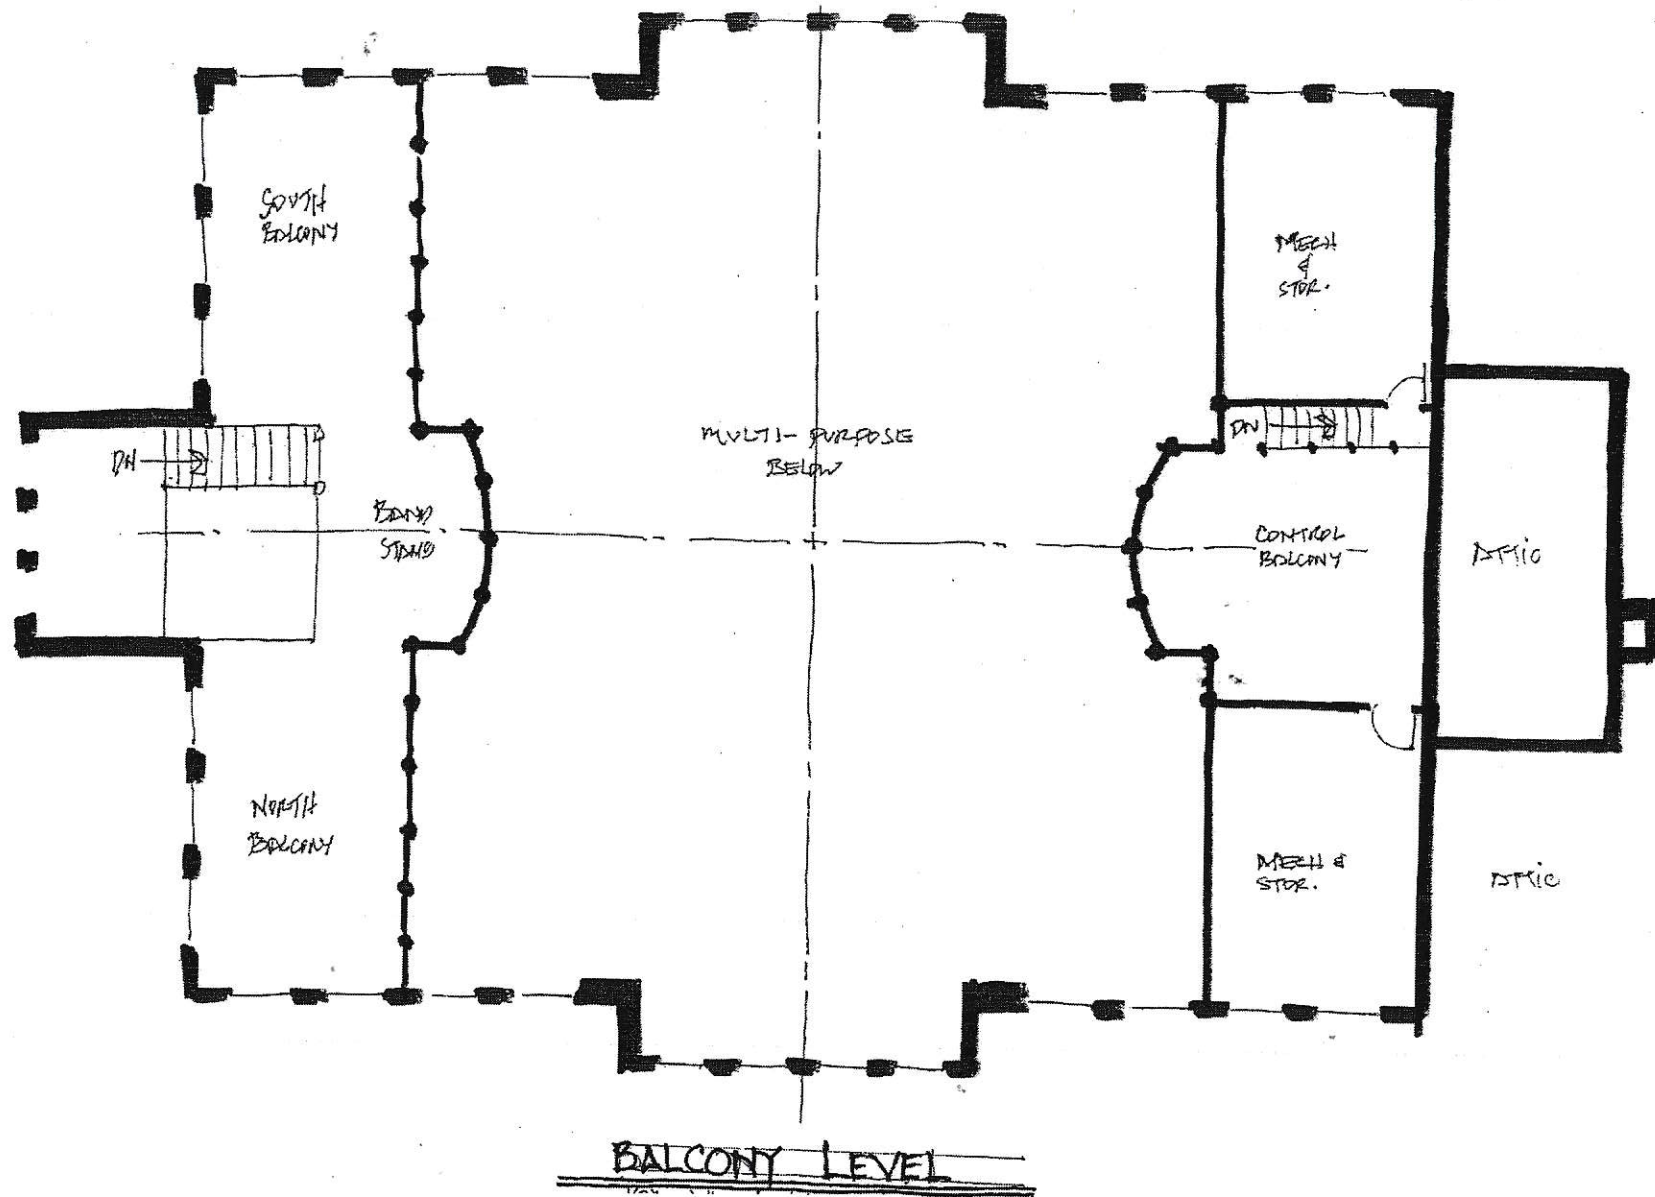 SOUTH
BALCONY
MECH
&
STOR.
DN
MULTI-PURPOSE
BELOW
DN
BAND
STAND
CONTROL
BALCONY
ATTIC
NORTH
BALCONY
MECH &
STOR.
ATTIC
BALCONY LEVEL